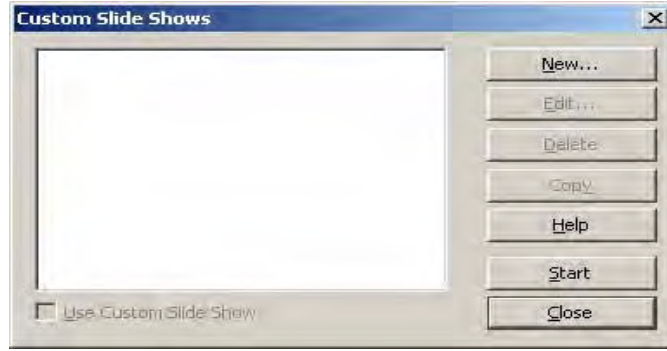 Custom Slide Shows
New...
Edit...
Delete
Copy
Help
Start
Use Custom Slide Show
Close